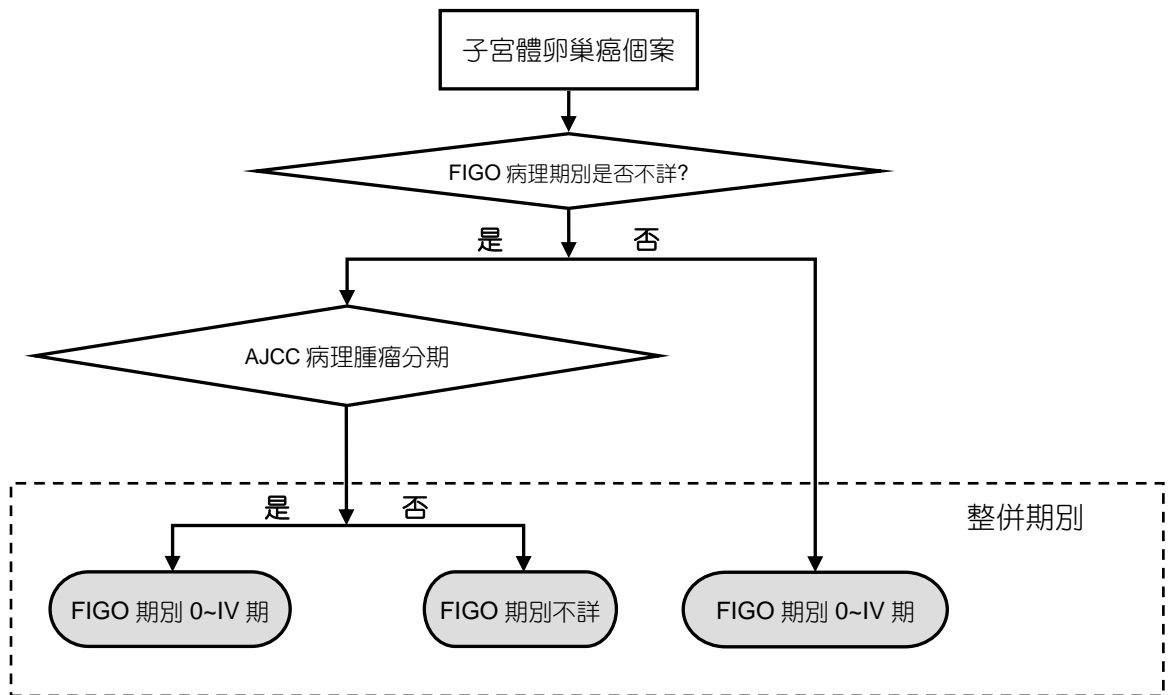 子宮體卵巢癌個案
FIGO 病理期別是否不詳?
是 否
AJCC 病理腫瘤分期
是 否
整併期別
FIGO 期別 0~IV 期
FIGO 期別不詳
FIGO 期別 0~IV 期